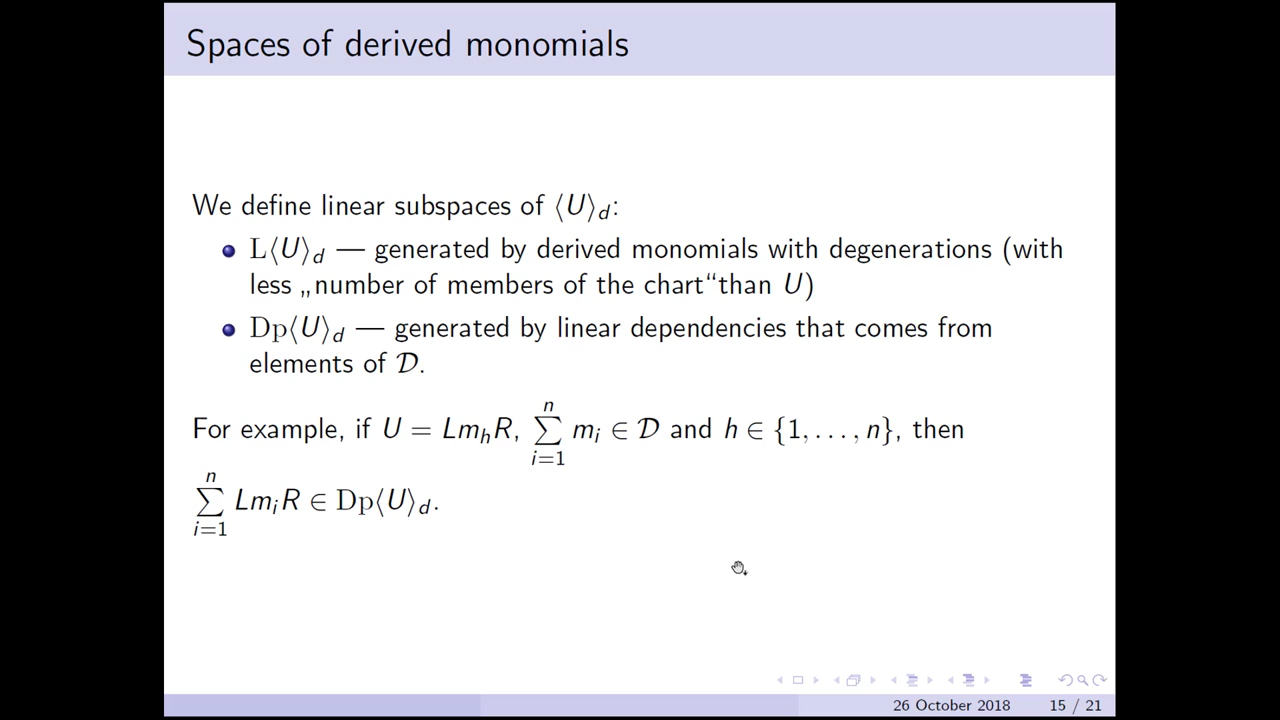 Spaces of derived monomials
We define linear subspaces of ⟨U⟩_d:
L⟨U⟩_d — generated by derived monomials with degenerations (with
less „number of members of the chart“than U)
Dp⟨U⟩_d — generated by linear dependencies that comes from
elements of 𝒟.
For example, if U = Lm_hR, ∑_{i=1}^{n} m_i ∈ 𝒟 and h ∈ {1, . . . , n}, then
∑_{i=1}^{n} Lm_iR ∈ Dp⟨U⟩_d.
26 October 2018 15 / 21